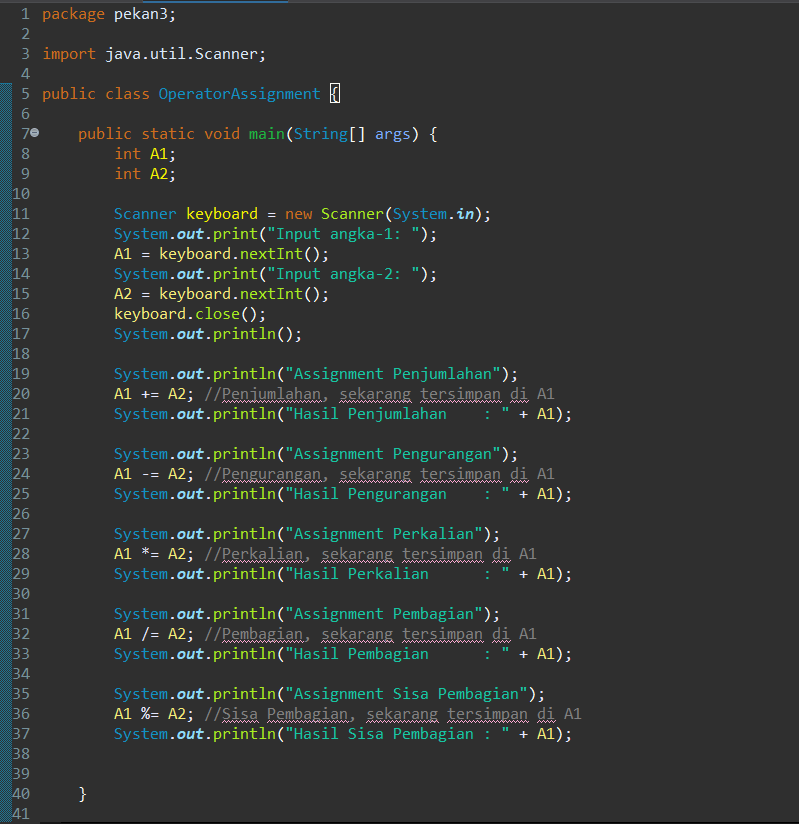 1 package pekan3;
2
3 import java.util.Scanner;
4
5 public class OperatorAssignment {
6
7 public static void main(String[] args) {
8 int A1;
9 int A2;
10
11 Scanner keyboard = new Scanner(System.in);
12 System.out.print("Input angka-1: ");
13 A1 = keyboard.nextInt();
14 System.out.print("Input angka-2: ");
15 A2 = keyboard.nextInt();
16 keyboard.close();
17 System.out.println();
18
19 System.out.println("Assignment Penjumlahan");
20 A1 += A2; //Penjumlahan, sekarang tersimpan di A1
21 System.out.println("Hasil Penjumlahan    : " + A1);
22
23 System.out.println("Assignment Pengurangan");
24 A1 -= A2; //Pengurangan, sekarang tersimpan di A1
25 System.out.println("Hasil Pengurangan    : " + A1);
26
27 System.out.println("Assignment Perkalian");
28 A1 *= A2; //Perkalian, sekarang tersimpan di A1
29 System.out.println("Hasil Perkalian      : " + A1);
30
31 System.out.println("Assignment Pembagian");
32 A1 /= A2; //Pembagian, sekarang tersimpan di A1
33 System.out.println("Hasil Pembagian      : " + A1);
34
35 System.out.println("Assignment Sisa Pembagian");
36 A1 %= A2; //Sisa Pembagian, sekarang tersimpan di A1
37 System.out.println("Hasil Sisa Pembagian : " + A1);
38
39
40 }
41